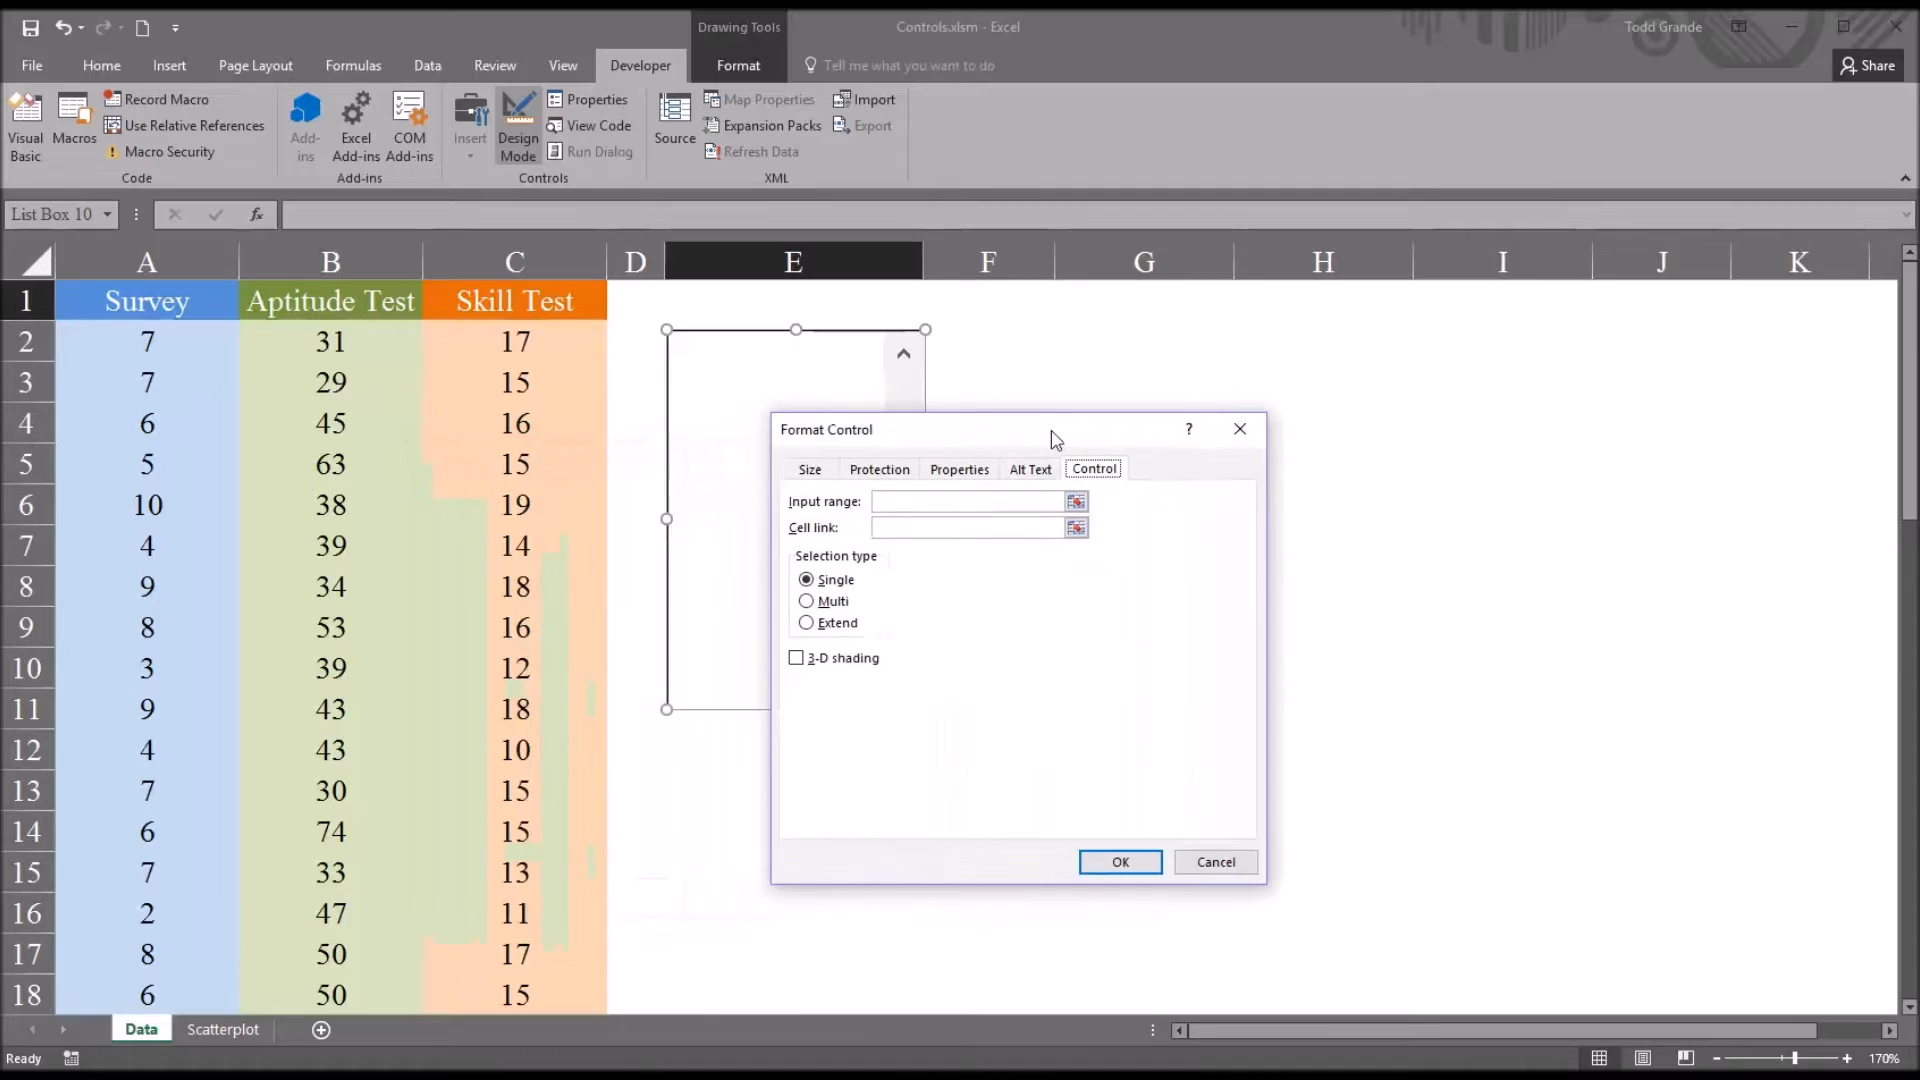 Drawing Tools
Controls.xlsm - Excel
Todd Grande
File Home Insert Page Layout Formulas Data Review View Developer Format Tell me what you want to do Share
Visual Basic
Macros
Record Macro
Use Relative References
Macro Security
Code
Add-ins
Excel Add-ins
COM Add-ins
Add-ins
Insert
Design Mode
Properties
View Code
Run Dialog
Controls
Source
Map Properties
Expansion Packs
Refresh Data
Import
Export
XML
List Box 10
fx
A B C D E F G H I J K
1 Survey Aptitude Test Skill Test
2 7 31 17
3 7 29 15
4 6 45 16
5 5 63 15
6 10 38 19
7 4 39 14
8 9 34 18
9 8 53 16
10 3 39 12
11 9 43 18
12 4 43 10
13 7 30 15
14 6 74 15
15 7 33 13
16 2 47 11
17 8 50 17
18 6 50 15
Format Control ?
Size Protection Properties Alt Text Control
Input range:
Cell link:
Selection type
Single
Multi
Extend
3-D shading
OK Cancel
Data Scatterplot
Ready
170%